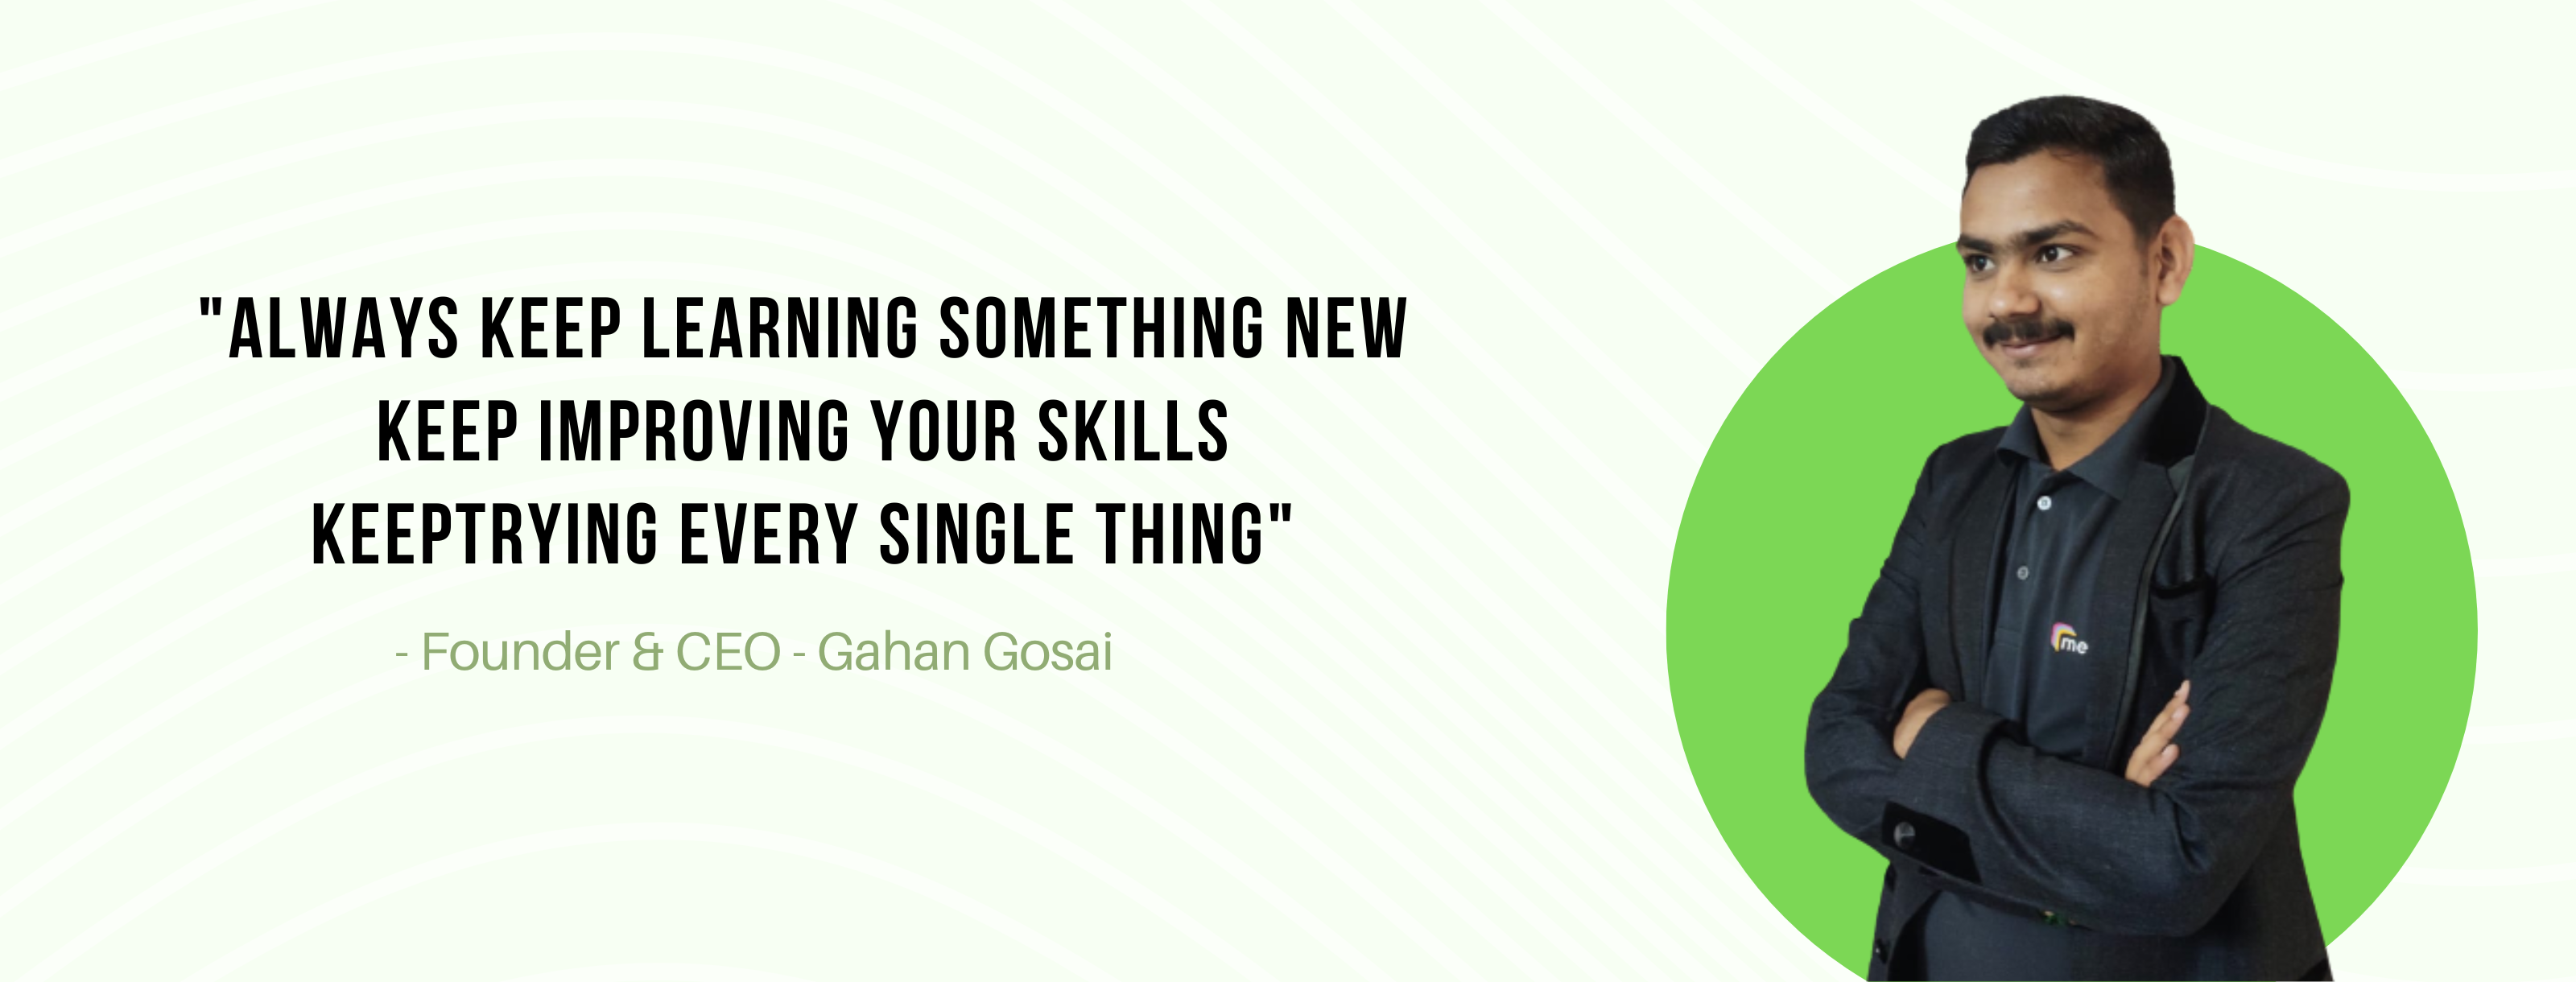 "ALWAYS KEEP LEARNING SOMETHING NEW
KEEP IMPROVING YOUR SKILLS
KEEPTRYING EVERY SINGLE THING"
- Founder & CEO - Gahan Gosai
me